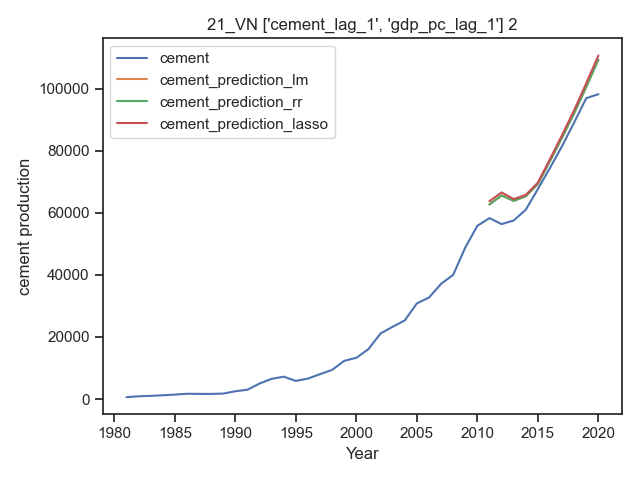 21_VN ['cement_lag_1', 'gdp_pc_lag_1'] 2
cement
cement_prediction_lm
cement_prediction_rr
cement_prediction_lasso
100000
80000
60000
40000
20000
0
cement production
1980 1985 1990 1995 2000 2005 2010 2015 2020
Year